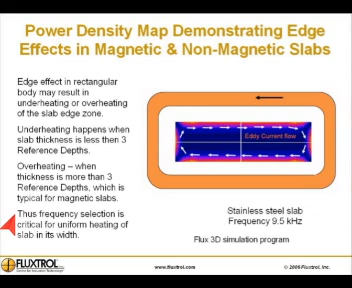 Power Density Map Demonstrating Edge
Effects in Magnetic & Non-Magnetic Slabs
Edge effect in rectangular
body may result in
underheating or overheating
of the slab edge zone.
Underheating happens when
slab thickness is less then 3
Reference Depths.
Overheating – when
thickness is more than 3
Reference Depths, which is
typical for magnetic slabs.
Thus frequency selection is
critical for uniform heating of
slab in its width.
Eddy Current flow
Stainless steel slab
Frequency 9.5 kHz
Flux 3D simulation program
FLUXTROL
www.fluxtrol.com
© 2006 Fluxtrol, Inc.